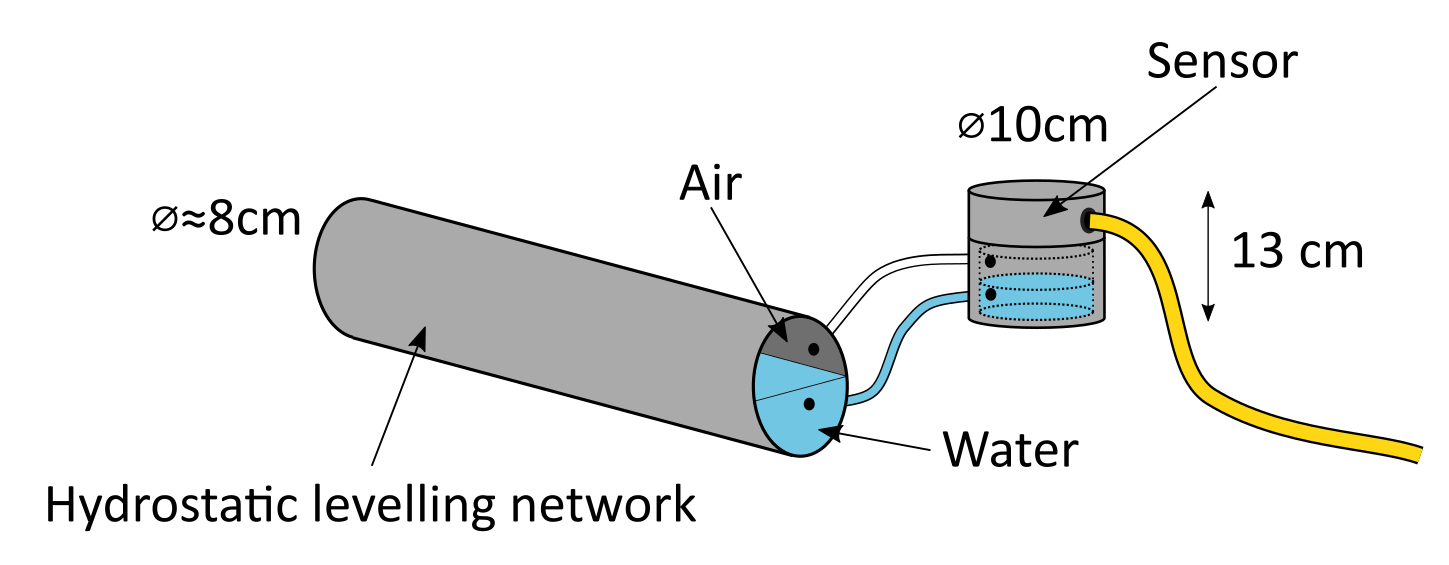 Sensor
⌀10cm
Air
⌀≈8cm
13 cm
Water
Hydrostatic levelling network